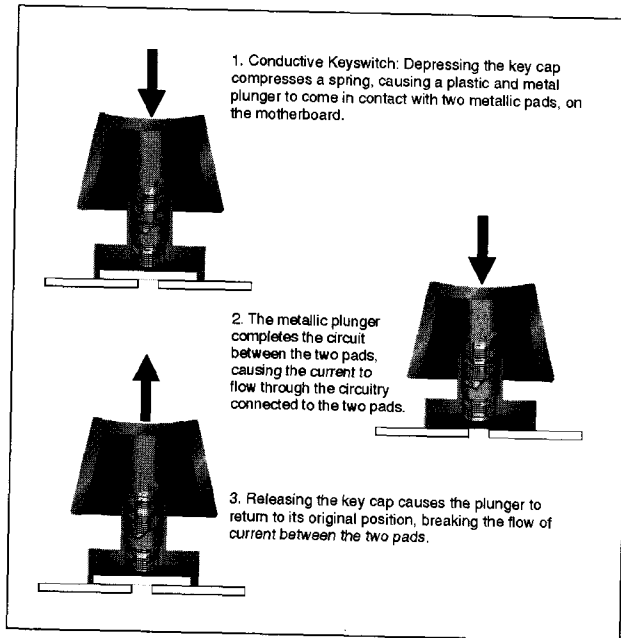 1. Conductive Keyswitch: Depressing the key cap
compresses a spring, causing a plastic and metal
plunger to come in contact with two metallic pads, on
the motherboard.
2. The metallic plunger
completes the circuit
between the two pads,
causing the current to
flow through the circuitry
connected to the two pads.
3. Releasing the key cap causes the plunger to
return to its original position, breaking the flow of
current between the two pads.